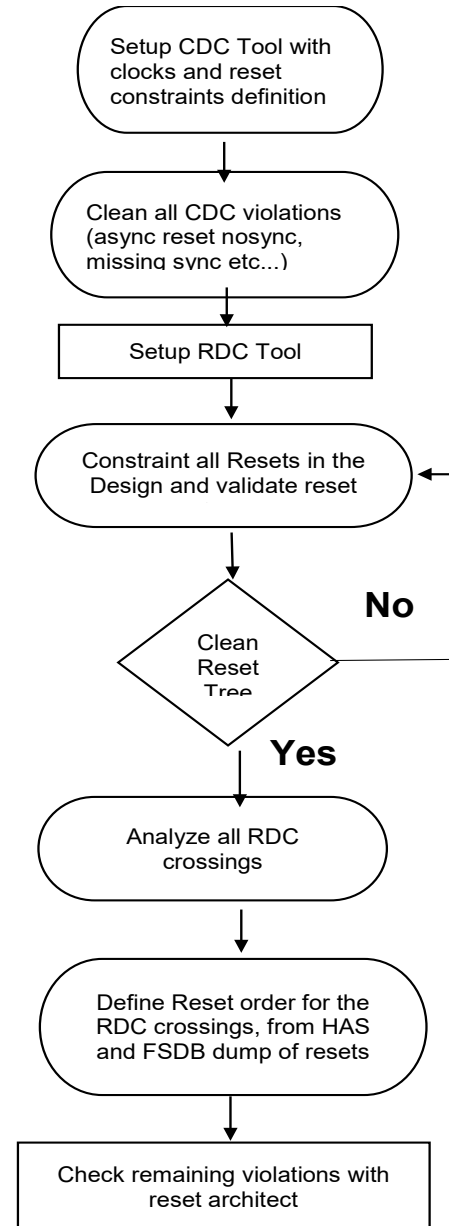 Setup CDC Tool with
clocks and reset
constraints definition
Clean all CDC violations
(async reset nosync,
missing sync etc...)
Setup RDC Tool
Constraint all Resets in the
Design and validate reset
No
Clean
Reset
Tree
Yes
Analyze all RDC
crossings
Define Reset order for the
RDC crossings, from HAS
and FSDB dump of resets
Check remaining violations with
reset architect